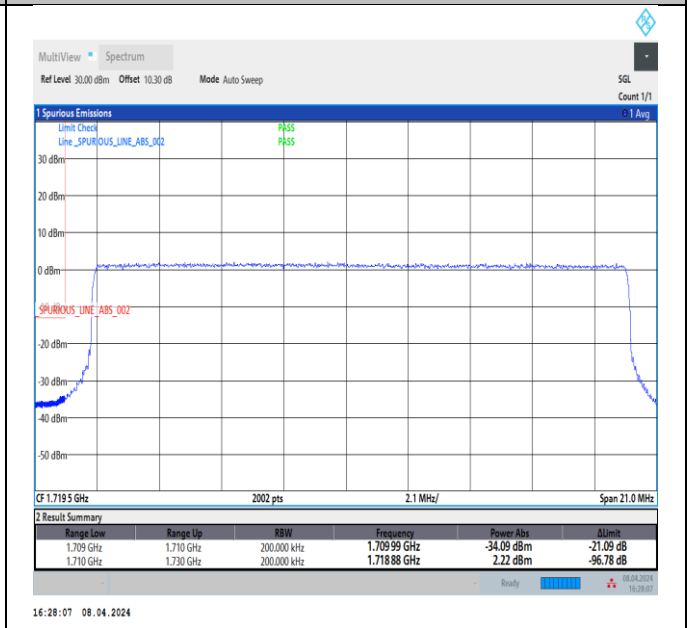 MultiView Spectrum
Ref Level 30.00 dBm Offset 10.30 dB Mode Auto Sweep SGL
Count 1/1
1 Spurious Emissions 1 Avg
Limit Check PASS
Line _SPURIOUS_LINE_ABS_002 PASS
30 dBm
20 dBm
10 dBm
0 dBm
_SPURIOUS_LINE_ABS_002
-20 dBm
-30 dBm
-40 dBm
-50 dBm
CF 1.7195 GHz 2002 pts 2.1 MHz/ Span 21.0 MHz
2 Result Summary
Range Low Range Up RBW Frequency Power Abs ΔLimit
1.709 GHz 1.710 GHz 200.000 kHz 1.70999 GHz -34.09 dBm -21.09 dB
1.710 GHz 1.730 GHz 200.000 kHz 1.71888 GHz 2.22 dBm -96.78 dB
Ready 08.04.2024
16:28:07
16:28:07 08.04.2024